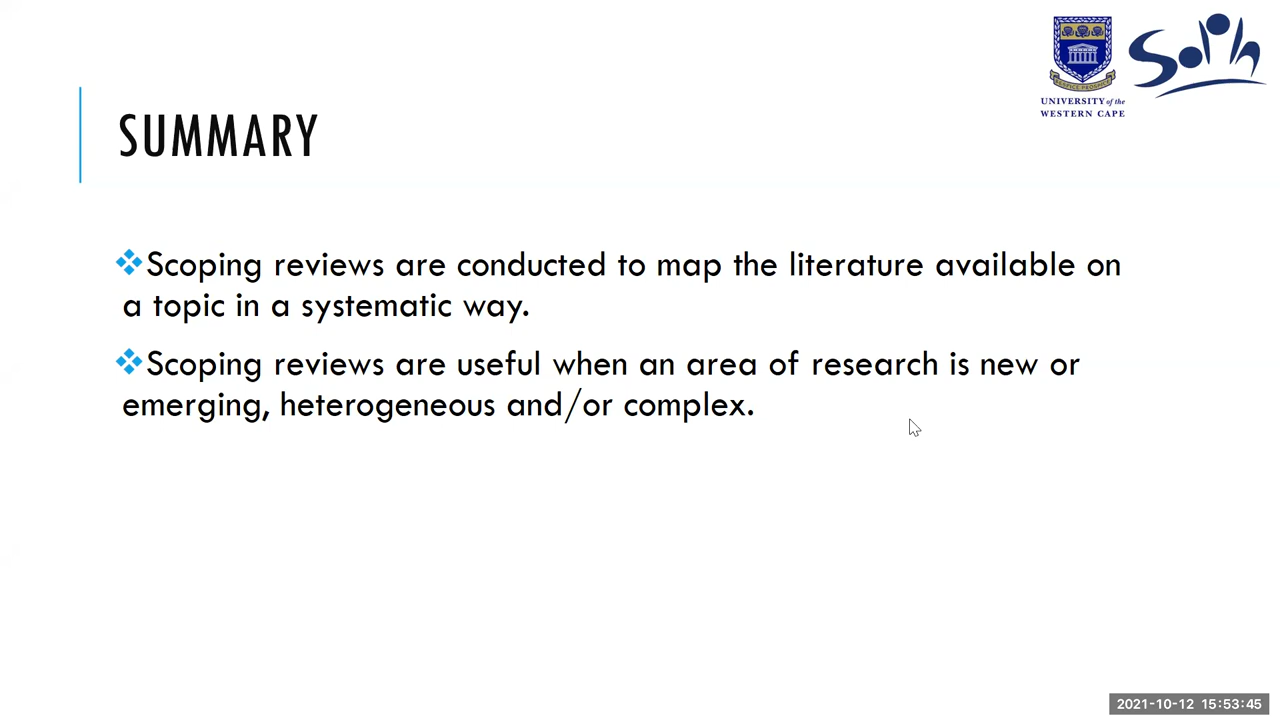 SoPh
UNIVERSITY of the
WESTERN CAPE
SUMMARY
Scoping reviews are conducted to map the literature available on
a topic in a systematic way.
Scoping reviews are useful when an area of research is new or
emerging, heterogeneous and/or complex.
2021-10-12 15:53:45